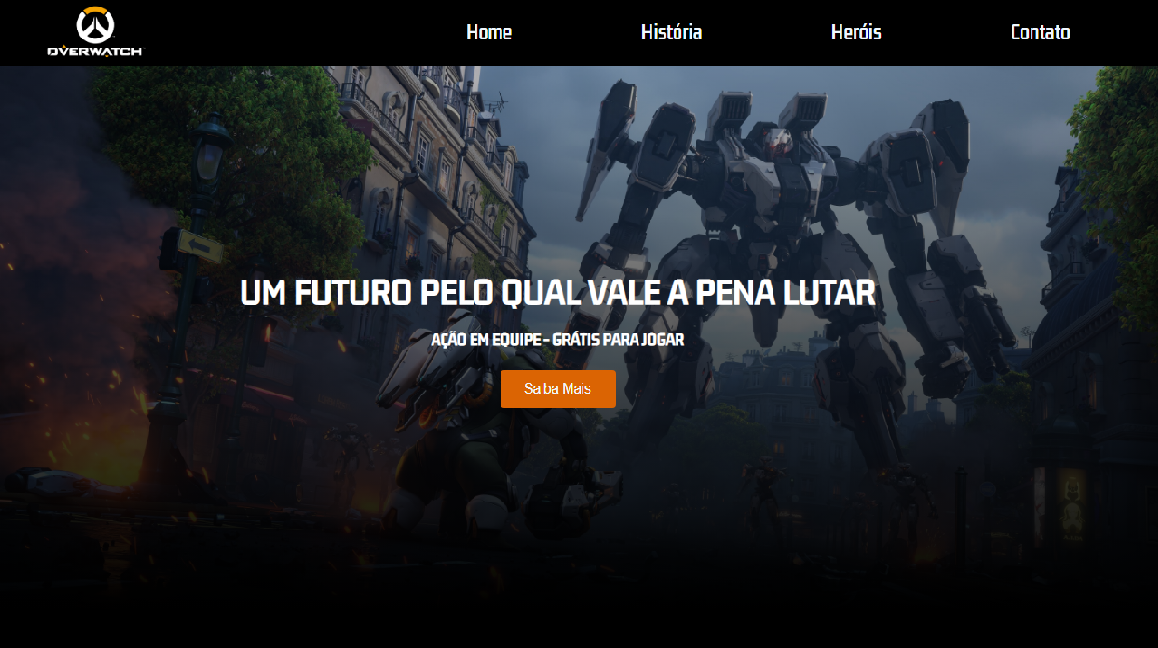 OVERWATCH
Home
História
Heróis
Contato
UM FUTURO PELO QUAL VALE A PENA LUTAR
AÇÃO EM EQUIPE - GRÁTIS PARA JOGAR
Saiba Mais